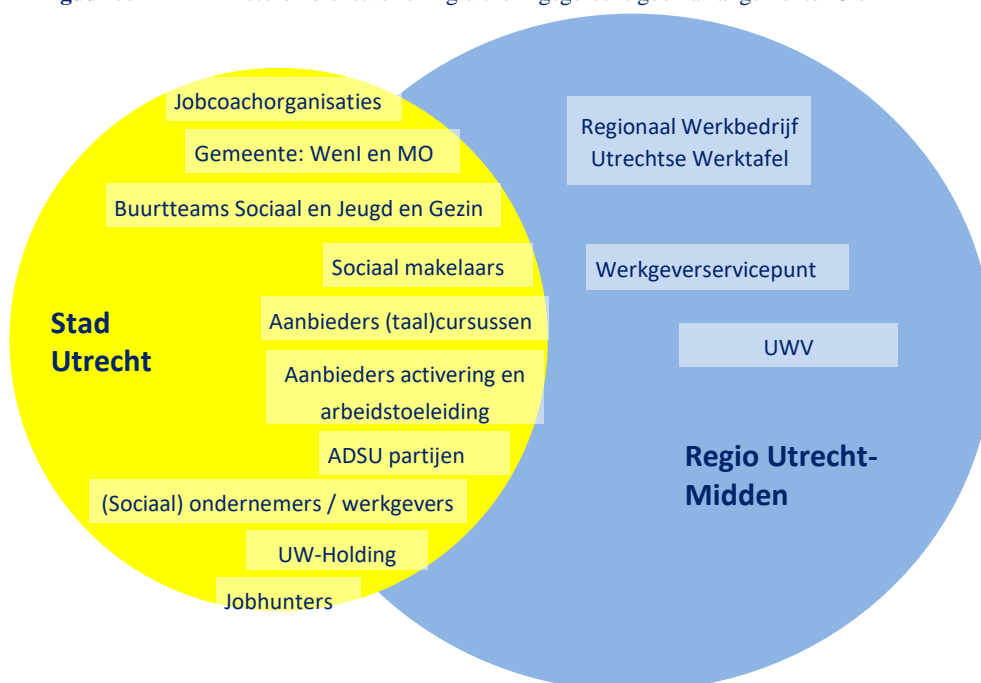 Jobcoachorganisaties
Gemeente: WenI en MO
Buurtteams Sociaal en Jeugd en Gezin
Sociaal makelaars
Aanbieders (taal)cursussen
Aanbieders activering en
arbeidstoeleiding
ADSU partijen
(Sociaal) ondernemers / werkgevers
UW-Holding
Jobhunters
Stad
Utrecht
Regionaal Werkbedrijf
Utrechtse Werktafel
Werkgeverservicepunt
UWV
Regio Utrecht-
Midden